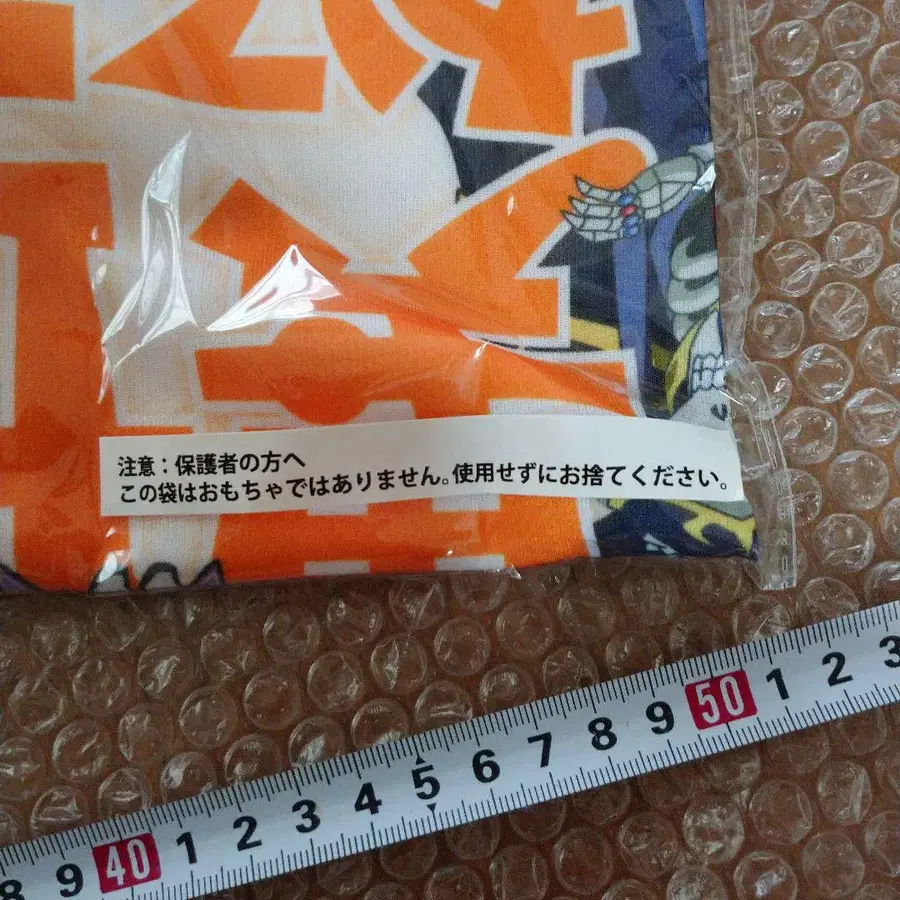 注意：保護者の方へ
この袋はおもちゃではありません。使用せずにお捨てください。
8 9 40 1 2 3 4 5 6 7 8 9 50 1 2 3